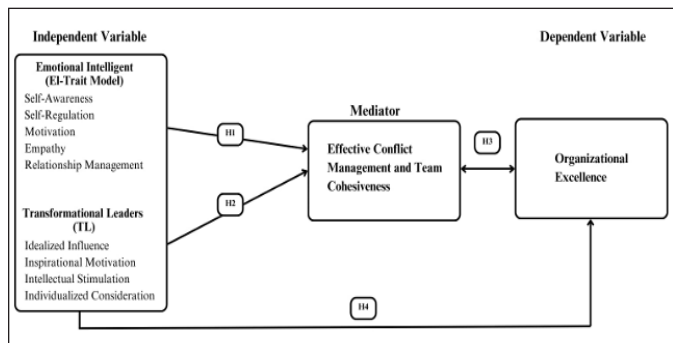 Independent Variable
Emotional Intelligent
(EI-Trait Model)
Self-Awareness
Self-Regulation
Motivation
Empathy
Relationship Management
Transformational Leaders
(TL)
Idealized Influence
Inspirational Motivation
Intellectual Stimulation
Individualized Consideration
H1
H2
Mediator
Effective Conflict
Management and Team
Cohesiveness
H3
Dependent Variable
Organizational
Excellence
H4